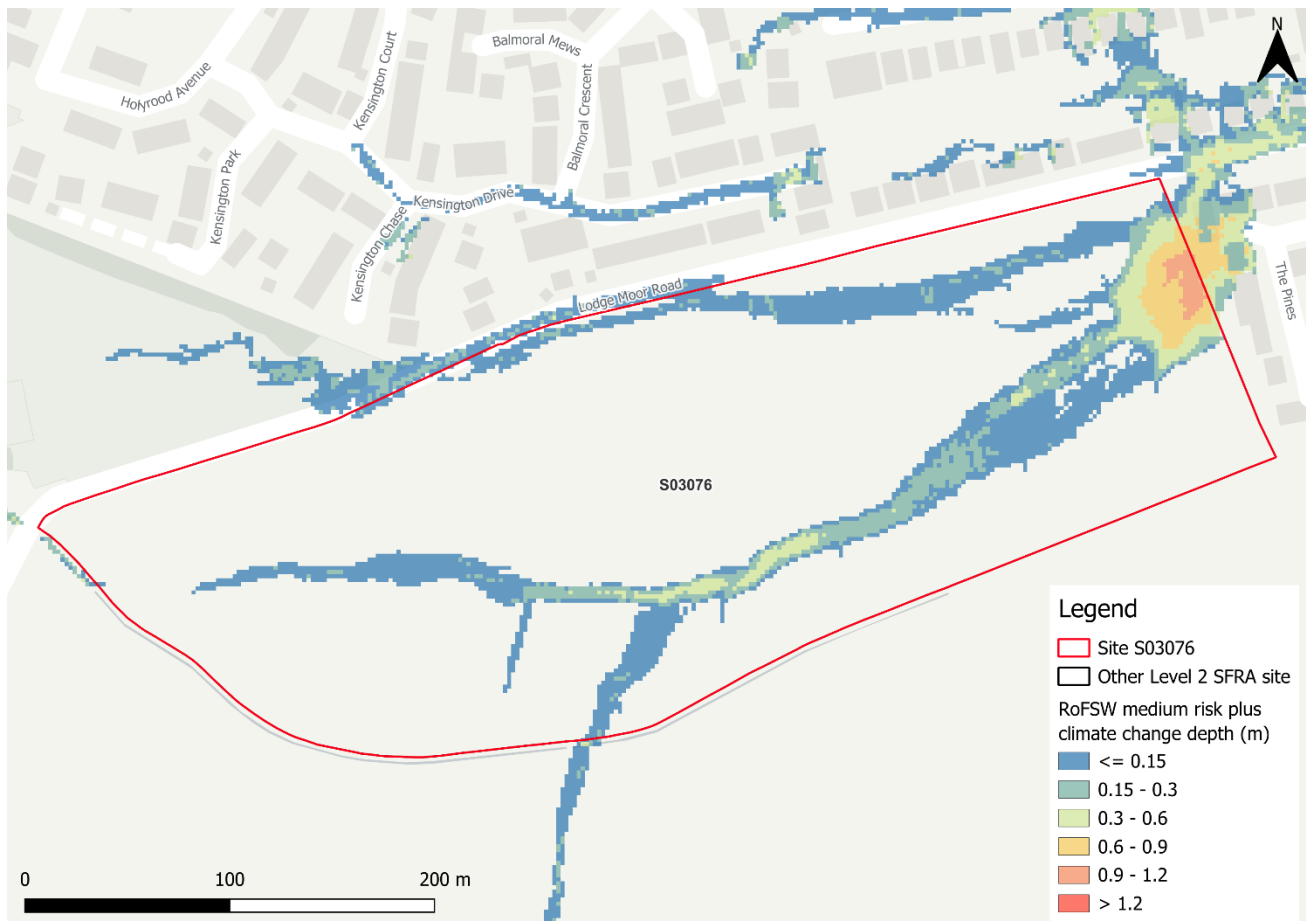 Balmoral Mews
Kensington Court
Holyrood Avenue
Balmoral Crescent
Kensington Park
Kensington Drive
Kensington Chase
Lodge Moor Road
The Pines
N
S03076
Legend
Site S03076
Other Level 2 SFRA site
RoFSW medium risk plus
climate change depth (m)
<= 0.15
0.15 - 0.3
0.3 - 0.6
0.6 - 0.9
0.9 - 1.2
> 1.2
0 100 200 m